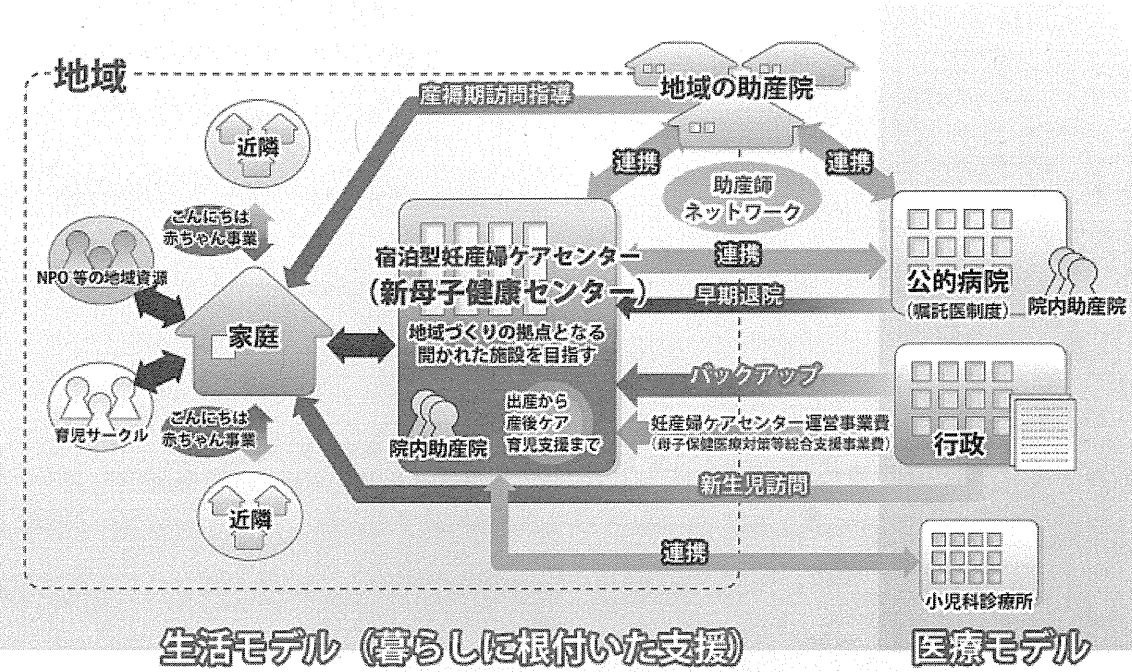 地域
地域の助産院
産褥期訪問指導
近隣
連携
連携
助産師
ネットワーク
こんにちは
赤ちゃん事業
NPO等の地域資源
宿泊型妊産婦ケアセンター
(新母子健康センター)
連携
公的病院
(嘱託医制度)
院内助産院
早期退院
家庭
地域づくりの拠点となる
開かれた施設を目指す
バックアップ
育児サークル
こんにちは
赤ちゃん事業
院内助産院
出産から
産後ケア
育児支援まで
妊産婦ケアセンター運営事業費
(母子保健医療対策等総合支援事業費)
行政
新生児訪問
近隣
連携
小児科診療所
生活モデル(暮らしに根付いた支援)
医療モデル